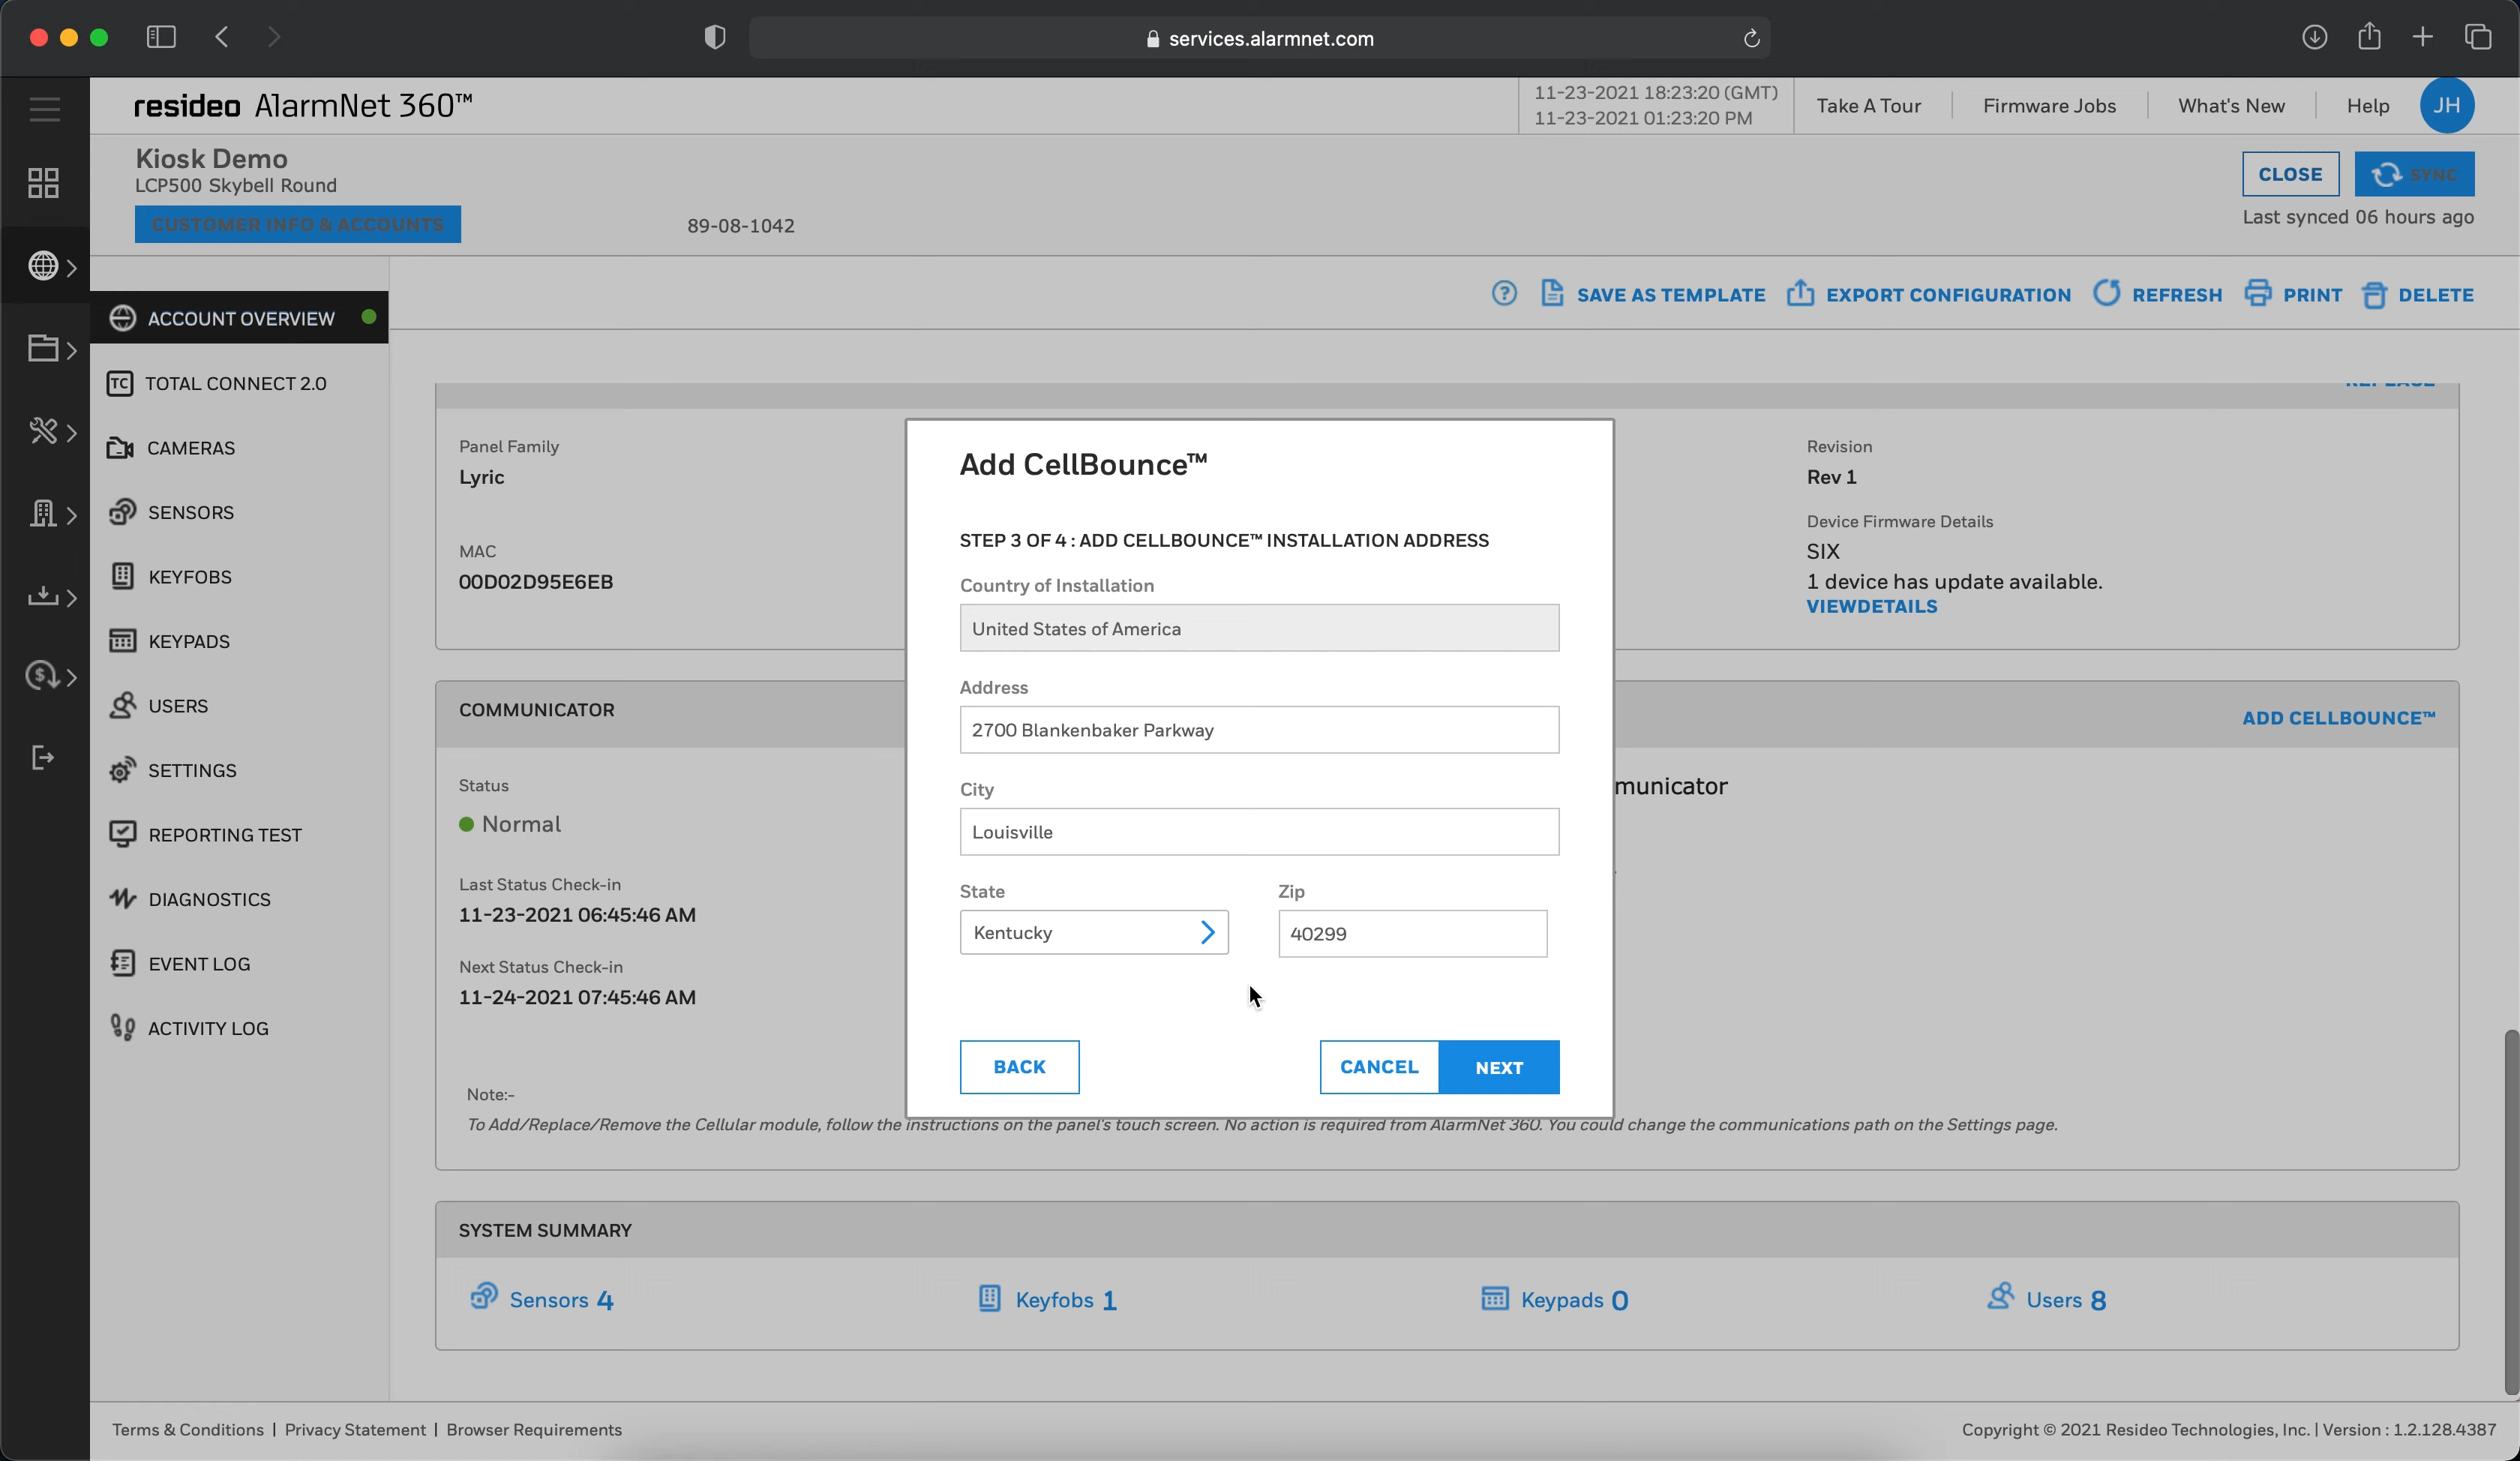 services.alarmnet.com
resideo AlarmNet 360™
11-23-2021 18:23:20 (GMT)
11-23-2021 01:23:20 PM
Take A Tour
Firmware Jobs
What's New
Help
JH
Kiosk Demo
LCP500 Skybell Round
CUSTOMER INFO & ACCOUNTS
89-08-1042
CLOSE
SYNC
Last synced 06 hours ago
SAVE AS TEMPLATE
EXPORT CONFIGURATION
REFRESH
PRINT
DELETE
ACCOUNT OVERVIEW
TC TOTAL CONNECT 2.0
CAMERAS
SENSORS
KEYFOBS
KEYPADS
USERS
SETTINGS
REPORTING TEST
DIAGNOSTICS
EVENT LOG
ACTIVITY LOG
Panel Family
Lyric
MAC
00D02D95E6EB
Revision
Rev 1
Device Firmware Details
SIX
1 device has update available.
VIEWDETAILS
COMMUNICATOR
ADD CELLBOUNCE™
Status
Normal
municator
Last Status Check-in
11-23-2021 06:45:46 AM
Next Status Check-in
11-24-2021 07:45:46 AM
Note:-
To Add/Replace/Remove the Cellular module, follow the instructions on the panel's touch screen. No action is required from AlarmNet 360. You could change the communications path on the Settings page.
Add CellBounce™
STEP 3 OF 4 : ADD CELLBOUNCE™ INSTALLATION ADDRESS
Country of Installation
United States of America
Address
2700 Blankenbaker Parkway
City
Louisville
State
Kentucky
Zip
40299
BACK
CANCEL
NEXT
SYSTEM SUMMARY
Sensors 4
Keyfobs 1
Keypads 0
Users 8
Terms & Conditions | Privacy Statement | Browser Requirements
Copyright © 2021 Resideo Technologies, Inc. | Version : 1.2.128.4387